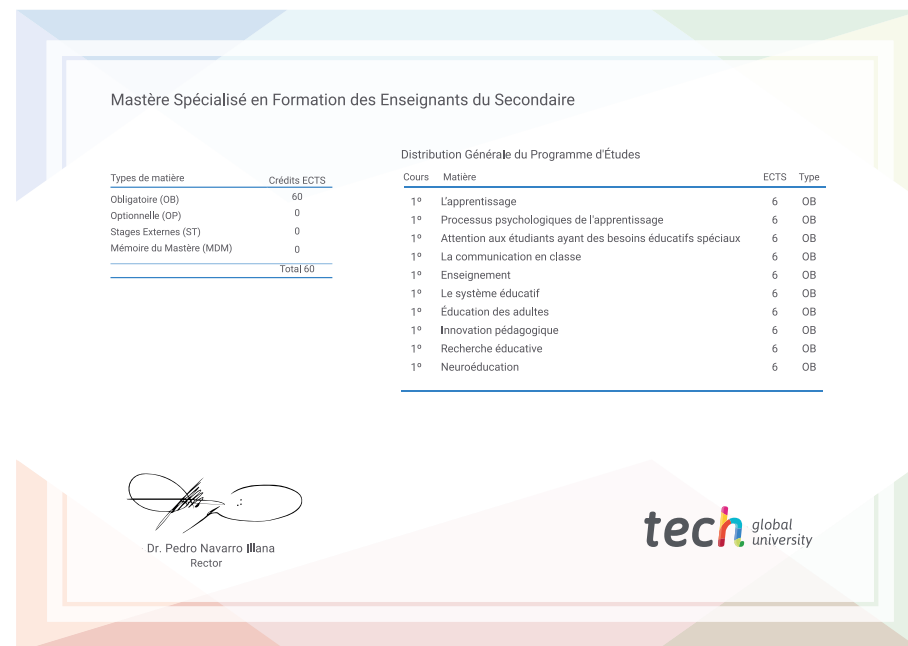 Mastère Spécialisé en Formation des Enseignants du Secondaire
Types de matière Crédits ECTS
Obligatoire (OB) 60
Optionnelle (OP) 0
Stages Externes (ST) 0
Mémoire du Mastère (MDM) 0
Total 60
Distribution Générale du Programme d'Études
Cours Matière ECTS Type
1º L'apprentissage 6 OB
1º Processus psychologiques de l'apprentissage 6 OB
1º Attention aux étudiants ayant des besoins éducatifs spéciaux 6 OB
1º La communication en classe 6 OB
1º Enseignement 6 OB
1º Le système éducatif 6 OB
1º Éducation des adultes 6 OB
1º Innovation pédagogique 6 OB
1º Recherche éducative 6 OB
1º Neuroéducation 6 OB
Dr. Pedro Navarro Illana
Rector
tech global
university